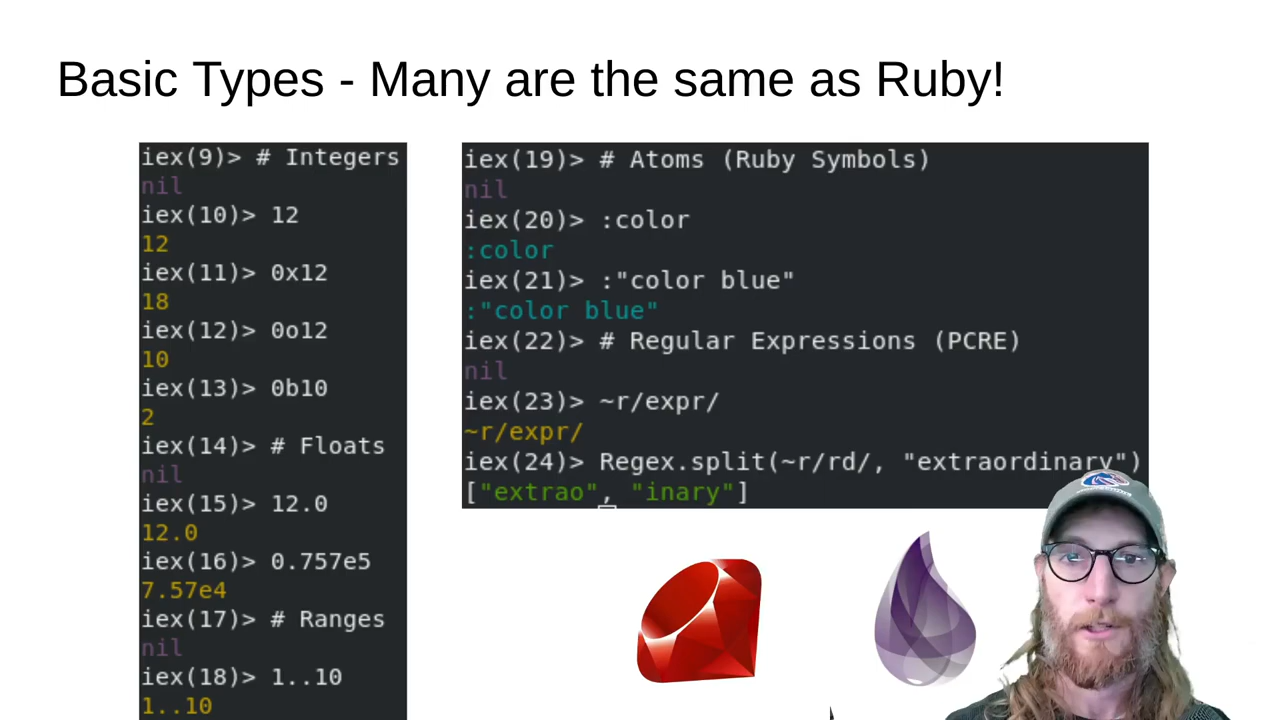 Basic Types - Many are the same as Ruby!
iex(9)> # Integers
nil
iex(10)> 12
12
iex(11)> 0x12
18
iex(12)> 0o12
10
iex(13)> 0b10
2
iex(14)> # Floats
nil
iex(15)> 12.0
12.0
iex(16)> 0.757e5
7.57e4
iex(17)> # Ranges
nil
iex(18)> 1..10
1..10
iex(19)> # Atoms (Ruby Symbols)
nil
iex(20)> :color
:color
iex(21)> :"color blue"
:"color blue"
iex(22)> # Regular Expressions (PCRE)
nil
iex(23)> ~r/expr/
~r/expr/
iex(24)> Regex.split(~r/rd/, "extraordinary")
["extrao", "inary"]